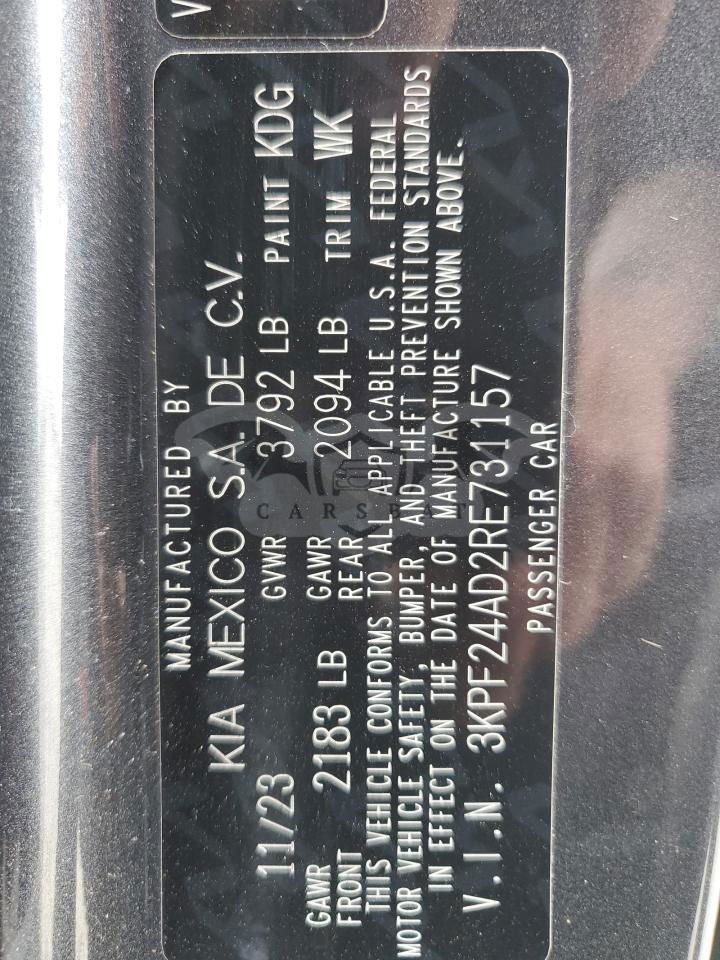 V
MANUFACTURED BY
KIA MEXICO S.A. DE C.V.
11/23 GVWR 3792 LB PAINT KDG
GAWR FRONT 2183 LB GAWR REAR 2094 LB TRIM WK
THIS VEHICLE CONFORMS TO ALL APPLICABLE U.S.A. FEDERAL
MOTOR VEHICLE SAFETY, BUMPER, AND THEFT PREVENTION STANDARDS
IN EFFECT ON THE DATE OF MANUFACTURE SHOWN ABOVE.
V.I.N. 3KPF24AD2RE731157
PASSENGER CAR